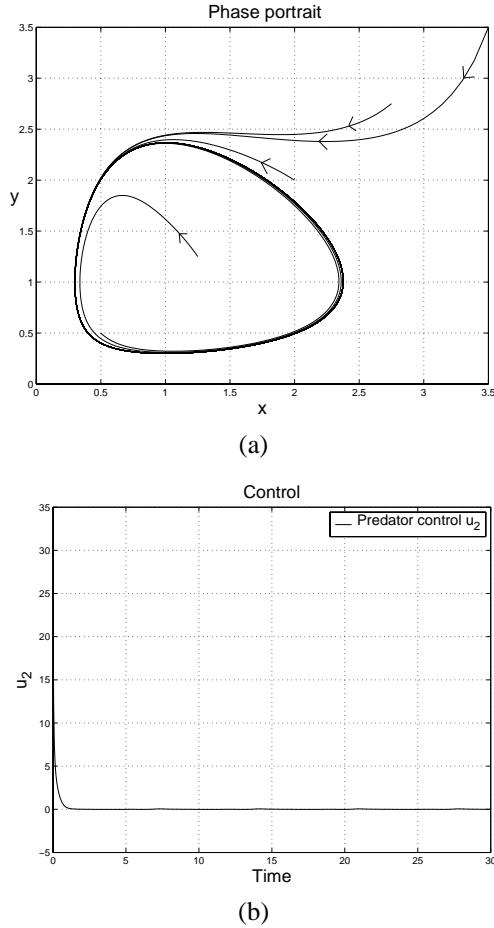 Phase portrait
3.5
3
2.5
2
1.5
1
0.5
0
y
0 0.5 1 1.5 2 2.5 3 3.5
x
(a)
Control
Predator control u₂
35
30
25
20
15
10
5
0
−5
u₂
0 5 10 15 20 25 30
Time
(b)